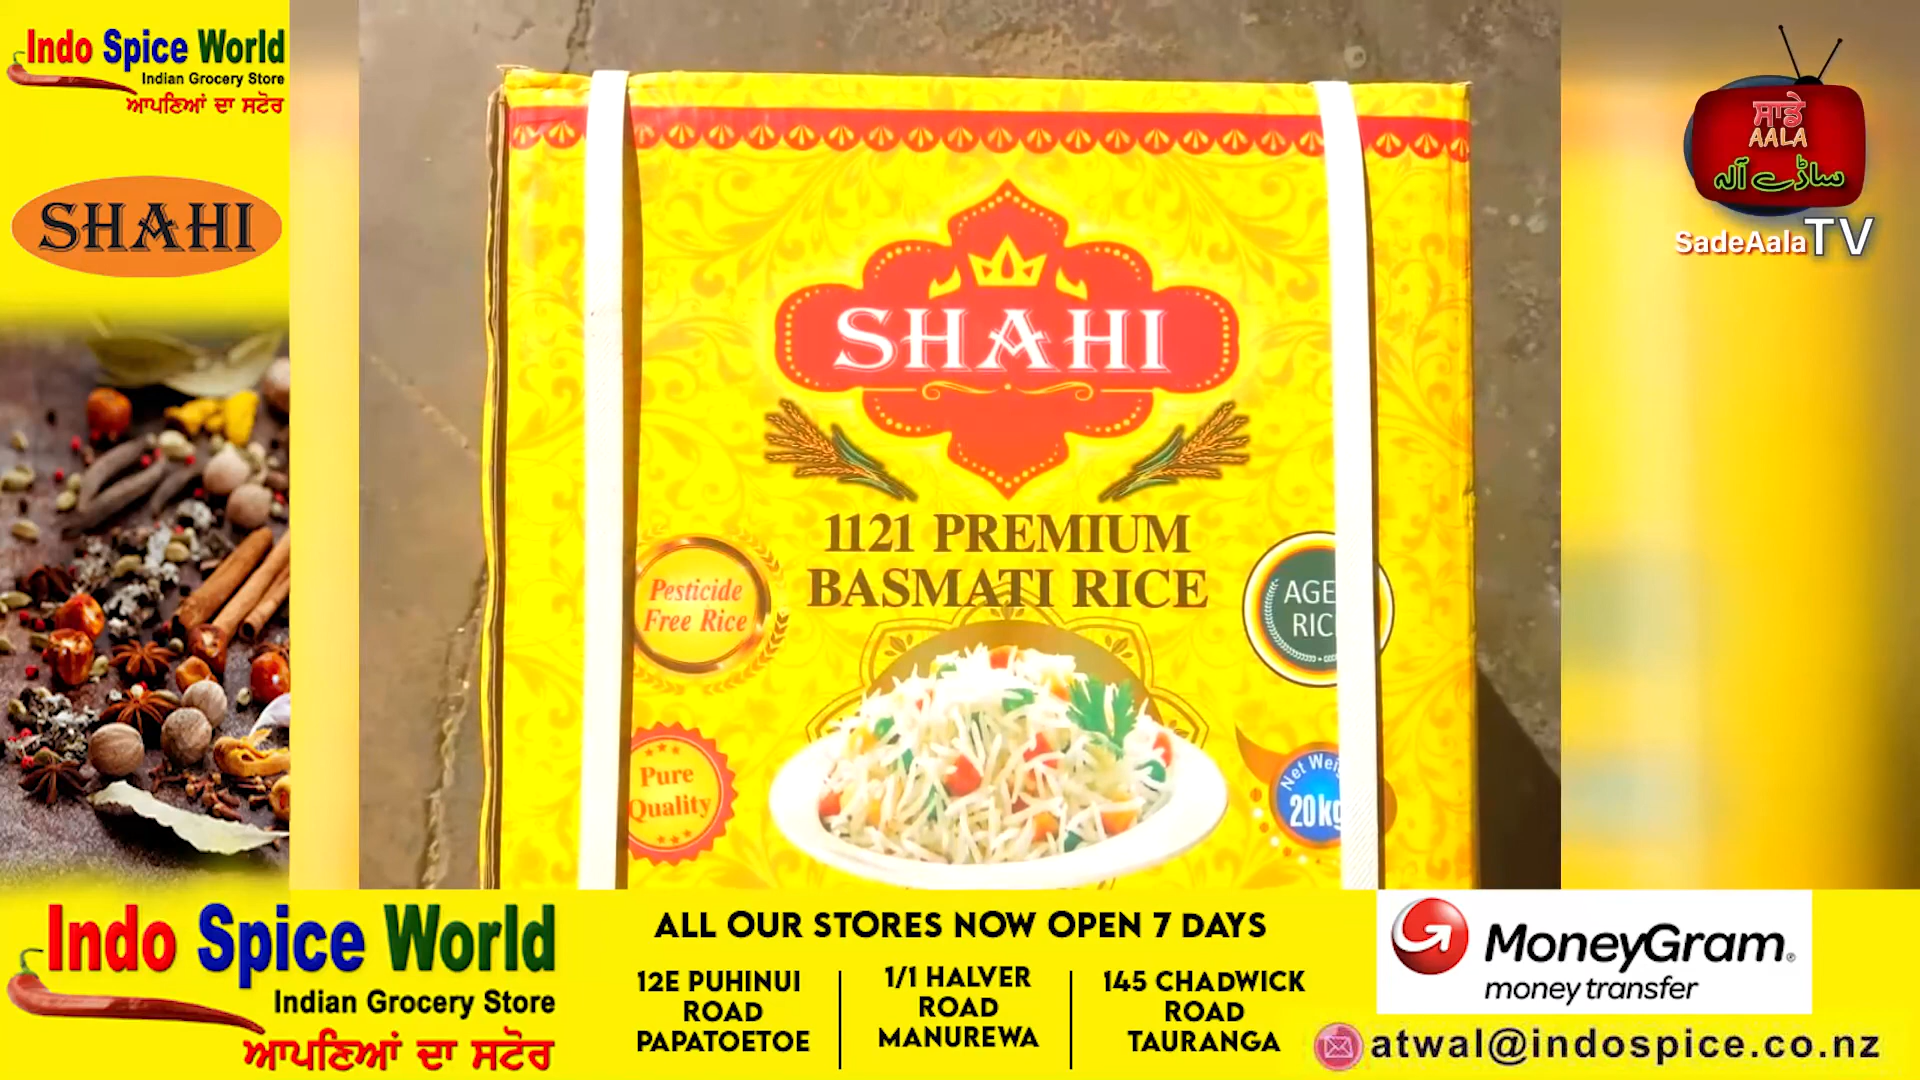 Indo Spice World
Indian Grocery Store
ਆਪਣਿਆਂ ਦਾ ਸਟੋਰ
SHAHI
ਸਾਡੇ
AALA
ساڈے آلہ
SadeAalaTV
SHAHI
1121 PREMIUM
BASMATI RICE
Pesticide
Free Rice
AGE
RIC
Pure
Quality
Net Wei
20kg
Indo Spice World
Indian Grocery Store
ਆਪਣਿਆਂ ਦਾ ਸਟੋਰ
ALL OUR STORES NOW OPEN 7 DAYS
12E PUHINUI
ROAD
PAPATOETOE
1/1 HALVER
ROAD
MANUREWA
145 CHADWICK
ROAD
TAURANGA
MoneyGram®
money transfer
atwal@indospice.co.nz